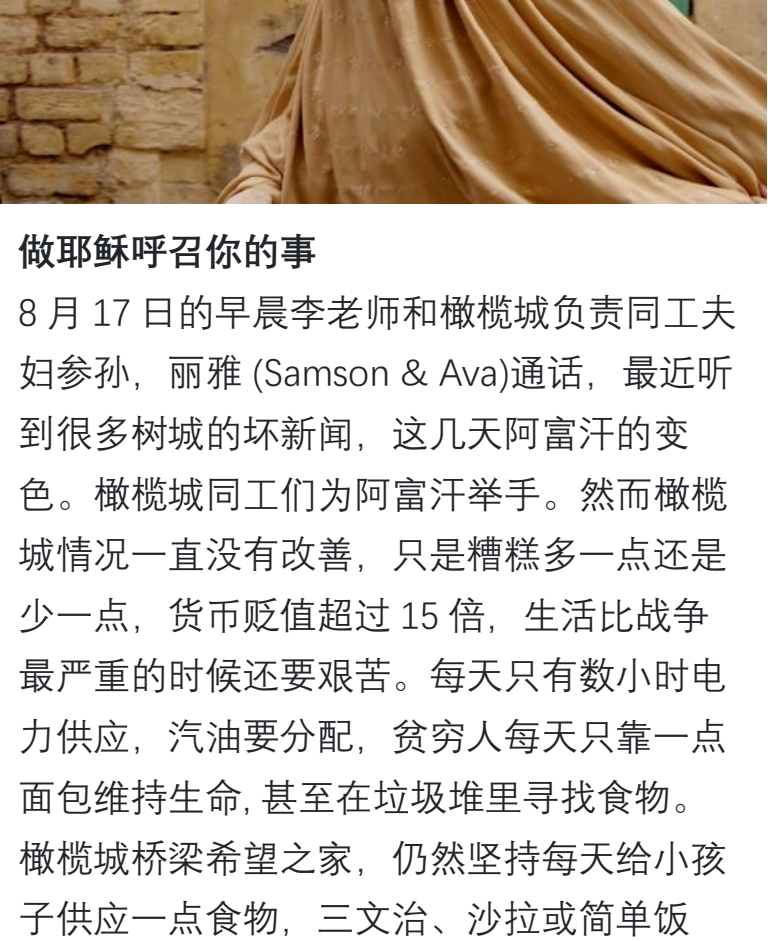 做耶稣呼召你的事
8 月 17 日的早晨李老师和橄榄城负责同工夫
妇参孙，丽雅 (Samson & Ava)通话，最近听
到很多树城的坏新闻，这几天阿富汗的变
色。橄榄城同工们为阿富汗举手。然而橄榄
城情况一直没有改善，只是糟糕多一点还是
少一点，货币贬值超过 15 倍，生活比战争
最严重的时候还要艰苦。每天只有数小时电
力供应，汽油要分配，贫穷人每天只靠一点
面包维持生命, 甚至在垃圾堆里寻找食物。
橄榄城桥梁希望之家，仍然坚持每天给小孩
子供应一点食物，三文治、沙拉或简单饭